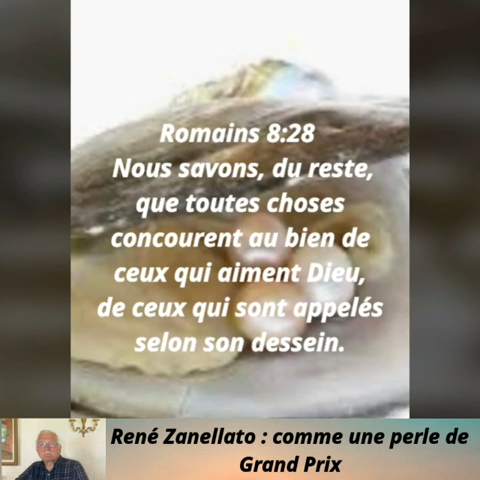 Romains 8:28
Nous savons, du reste,
que toutes choses
concourent au bien de
ceux qui aiment Dieu,
de ceux qui sont appelés
selon son dessein.
René Zanellato : comme une perle de
Grand Prix